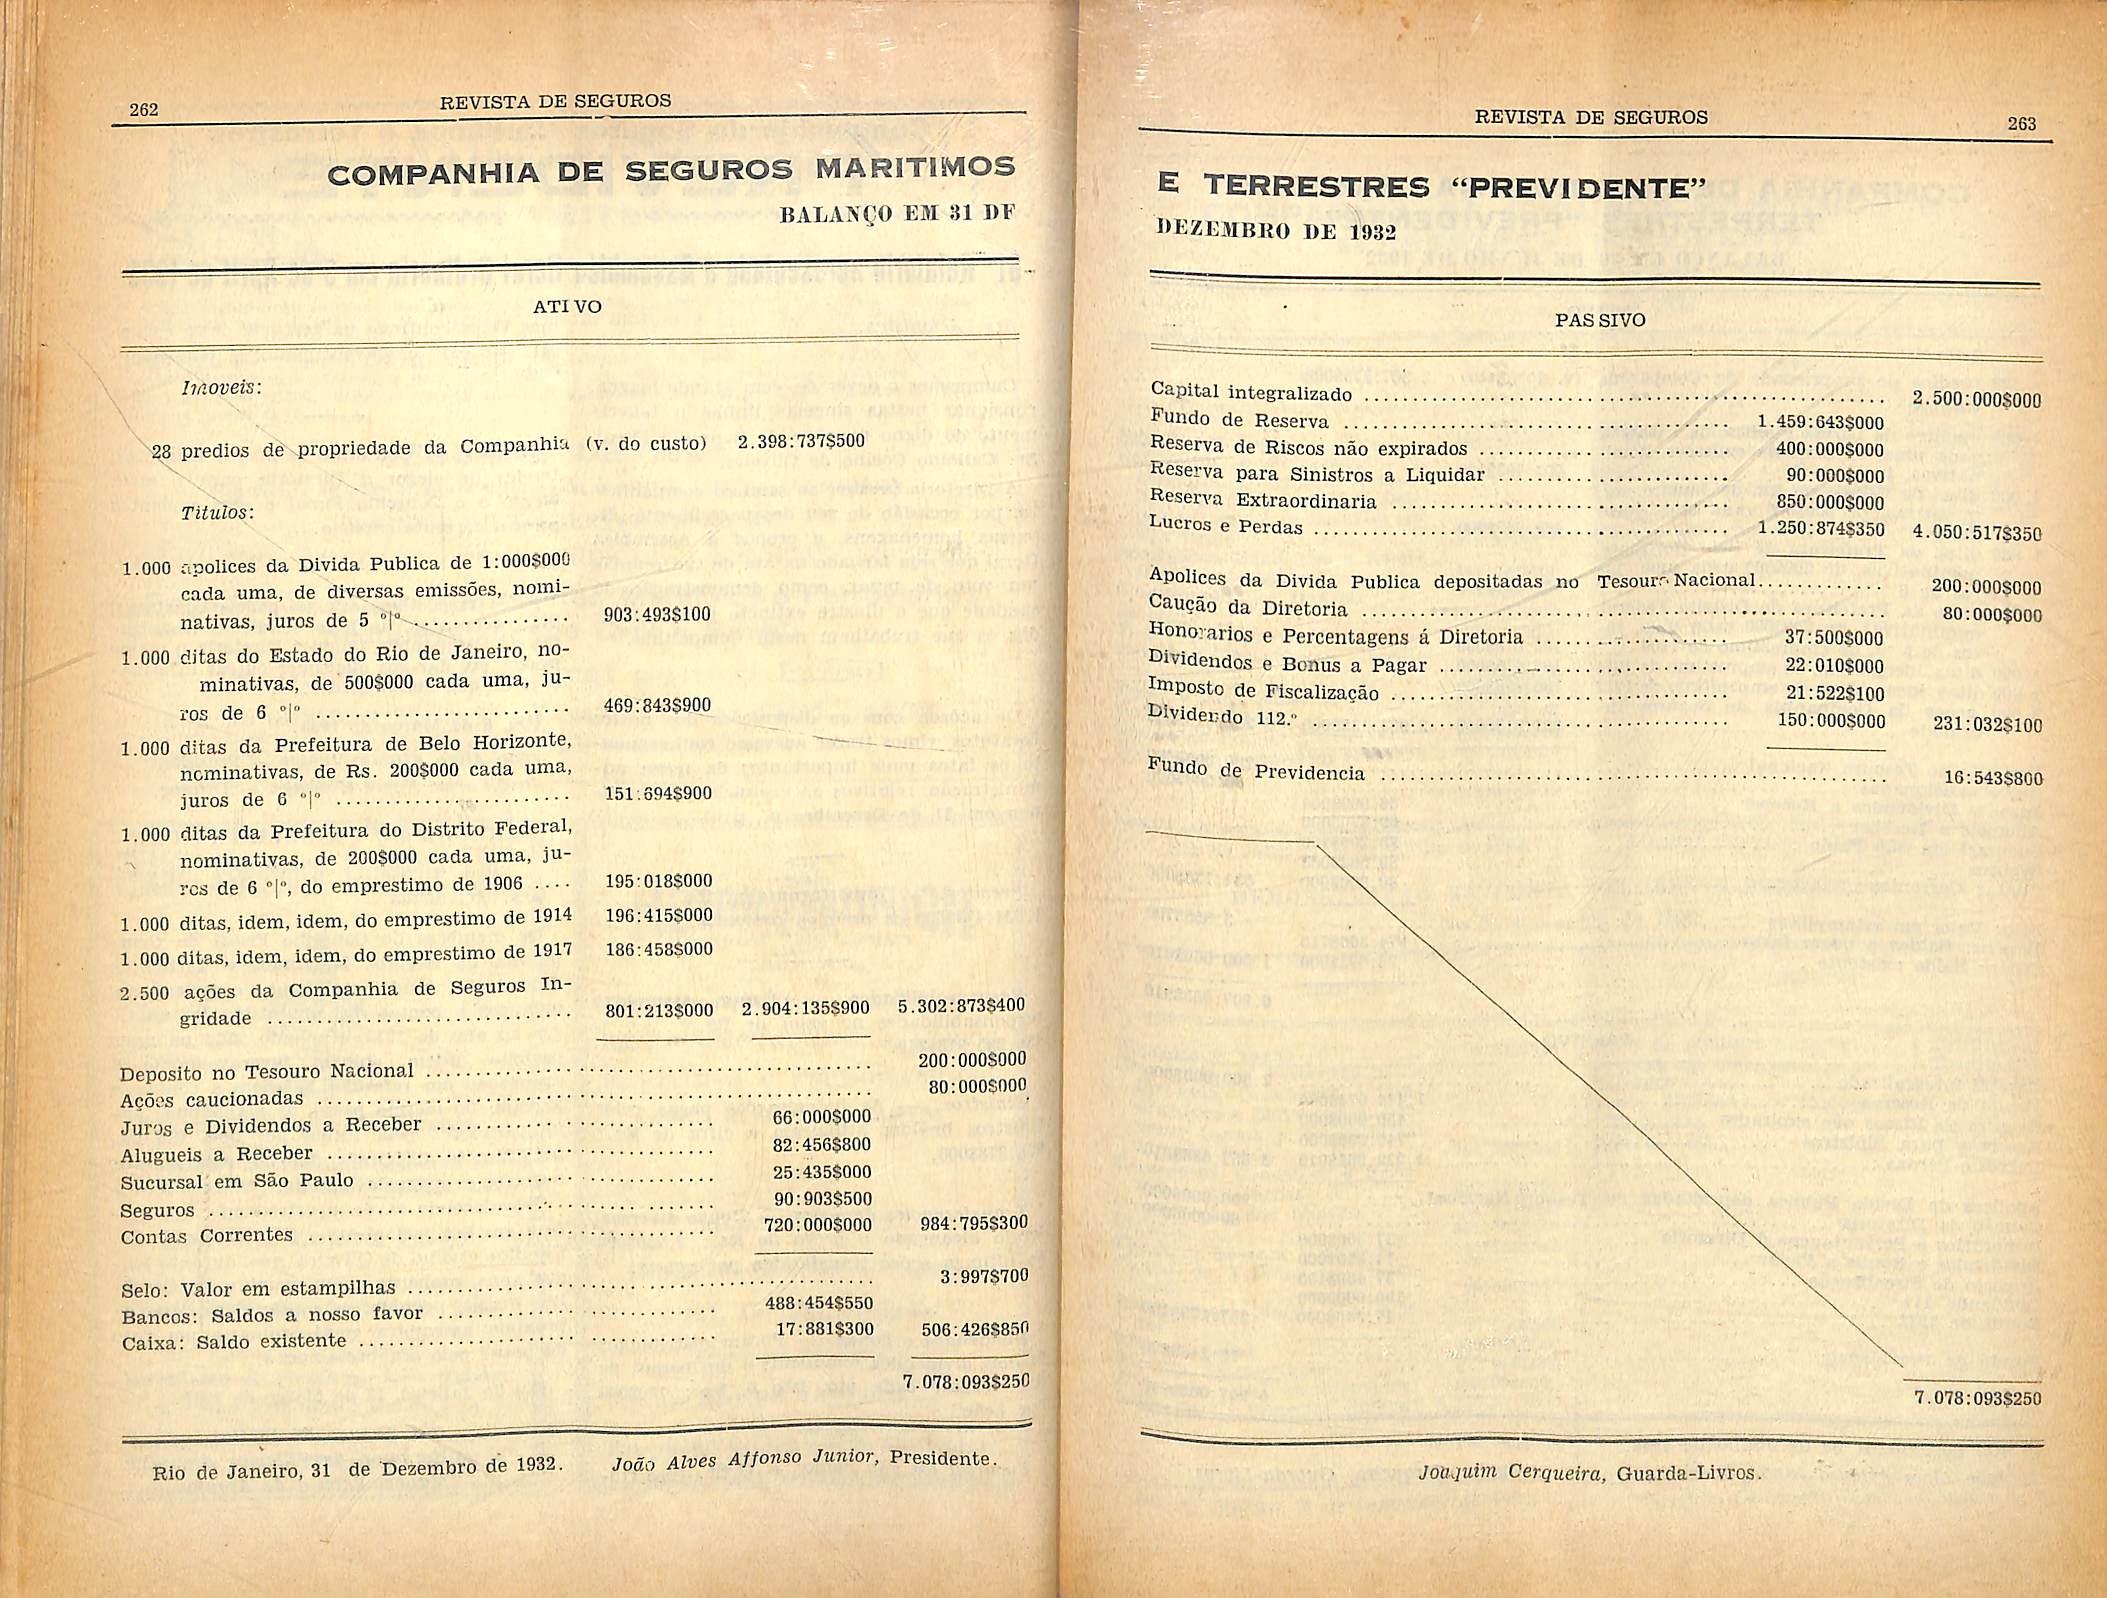 262
REVISTA DE SEGUROS
COMPANHIA DE SEGUROS MARITIMOS
BALANÇO EM 31 DE
ATIVO
Imoveis:
28 predios de propriedade da Companhia (v. do custo) 2.398:737$500
Titulos:
1.000 apolices da Divida Publica de 1:000$000
cada uma, de diversas emissões, nomi-
nativas, juros de 5 °|° ................ 903:493$100
1.000 ditas do Estado do Rio de Janeiro, no-
minativas, de 500$000 cada uma, ju-
ros de 6 °|° .......................... 469:843$900
1.000 ditas da Prefeitura de Belo Horizonte,
nominativas, de Rs. 200$000 cada uma,
juros de 6 °|° ........................ 151:694$900
1.000 ditas da Prefeitura do Distrito Federal,
nominativas, de 200$000 cada uma, ju-
ros de 6 °|°, do emprestimo de 1906 .... 195:018$000
1.000 ditas, idem, idem, do emprestimo de 1914 196:415$000
1.000 ditas, idem, idem, do emprestimo de 1917 186:458$000
2.500 ações da Companhia de Seguros In-
gridade ............................... 801:213$000 2.904:135$900 5.302:873$400
Deposito no Tesouro Nacional ............................................. 200:000$000
Ações caucionadas ........................................................ 80:000$000
Juros e Dividendos a Receber ............................ 66:000$000
Alugueis a Receber ....................................... 82:456$800
Sucursal em São Paulo ................................... 25:435$000
Seguros ................................................... 90:903$500
Contas Correntes ......................................... 720:000$000 984:795$300
Selo: Valor em estampilhas ............................................... 3:997$700
Bancos: Saldos a nosso favor ............................ 488:454$550
Caixa: Saldo existente .................................... 17:881$300 506:426$850
7.078:093$250
Rio de Janeiro, 31 de Dezembro de 1932. João Alves Affonso Junior, Presidente.
REVISTA DE SEGUROS
263
E TERRESTRES “PREVIDENTE”
DEZEMBRO DE 1932
PASSIVO
Capital integralizado ..................................................... 2.500:000$000
Fundo de Reserva ....................................... 1.459:643$000
Reserva de Riscos não expirados ......................... 400:000$000
Reserva para Sinistros a Liquidar ....................... 90:000$000
Reserva Extraordinaria .................................. 850:000$000
Lucros e Perdas .......................................... 1.250:874$350 4.050:517$350
Apolices da Divida Publica depositadas no Tesouro Nacional............. 200:000$000
Caução da Diretoria ...................................................... 80:000$000
Honorarios e Percentagens á Diretoria .................... 37:500$000
Dividendos e Bonus a Pagar .............................. 22:010$000
Imposto de Fiscalização .................................. 21:522$100
Dividendo 112.º .......................................... 150:000$000 231:032$100
Fundo de Previdencia ................................................... 16:543$800
7.078:093$250
Joaquim Cerqueira, Guarda-Livros.